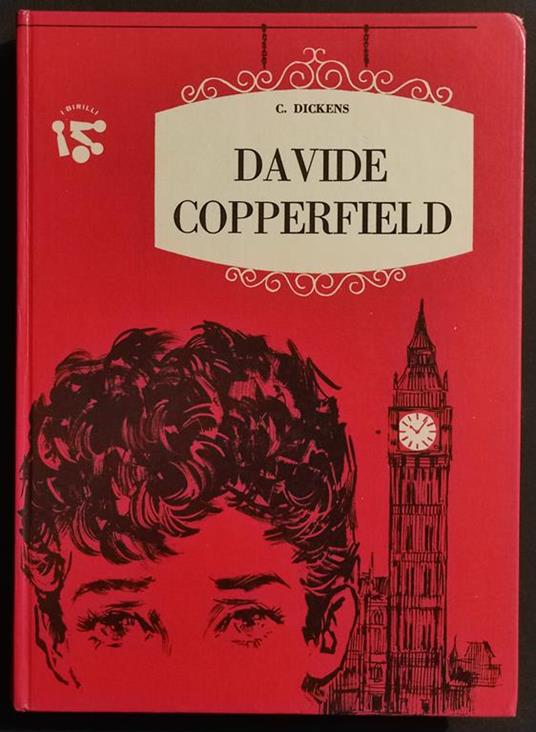 I BIRILLI
C. DICKENS
DAVIDE
COPPERFIELD